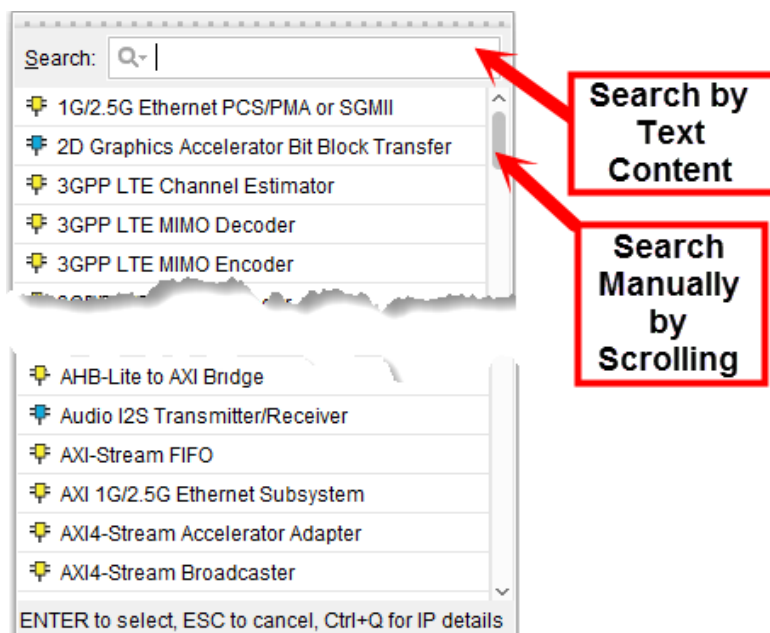 Search:
1G/2.5G Ethernet PCS/PMA or SGMII
2D Graphics Accelerator Bit Block Transfer
3GPP LTE Channel Estimator
3GPP LTE MIMO Decoder
3GPP LTE MIMO Encoder
AHB-Lite to AXI Bridge
Audio I2S Transmitter/Receiver
AXI-Stream FIFO
AXI 1G/2.5G Ethernet Subsystem
AXI4-Stream Accelerator Adapter
AXI4-Stream Broadcaster
ENTER to select, ESC to cancel, Ctrl+Q for IP details
Search by
Text
Content
Search
Manually
by
Scrolling